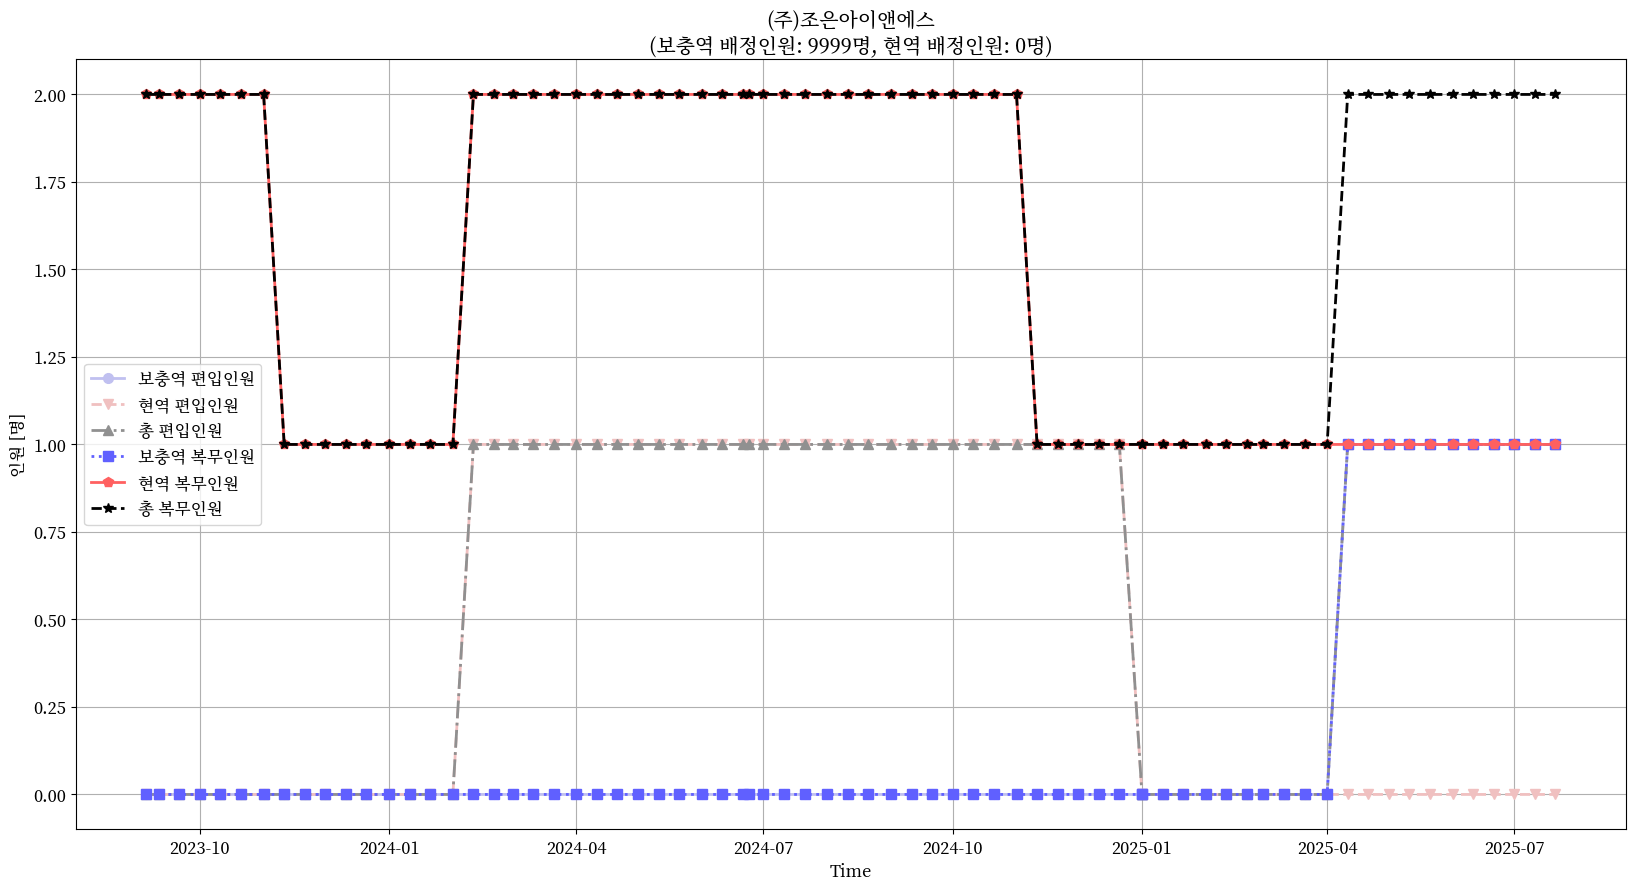 (주)조은아이앤에스
(보충역 배정인원: 9999명, 현역 배정인원: 0명)
2.00
1.75
1.50
1.25
1.00
0.75
0.50
0.25
0.00
인원 [명]
보충역 편입인원
현역 편입인원
총 편입인원
보충역 복무인원
현역 복무인원
총 복무인원
2023-10
2024-01
2024-04
2024-07
2024-10
2025-01
2025-04
2025-07
Time